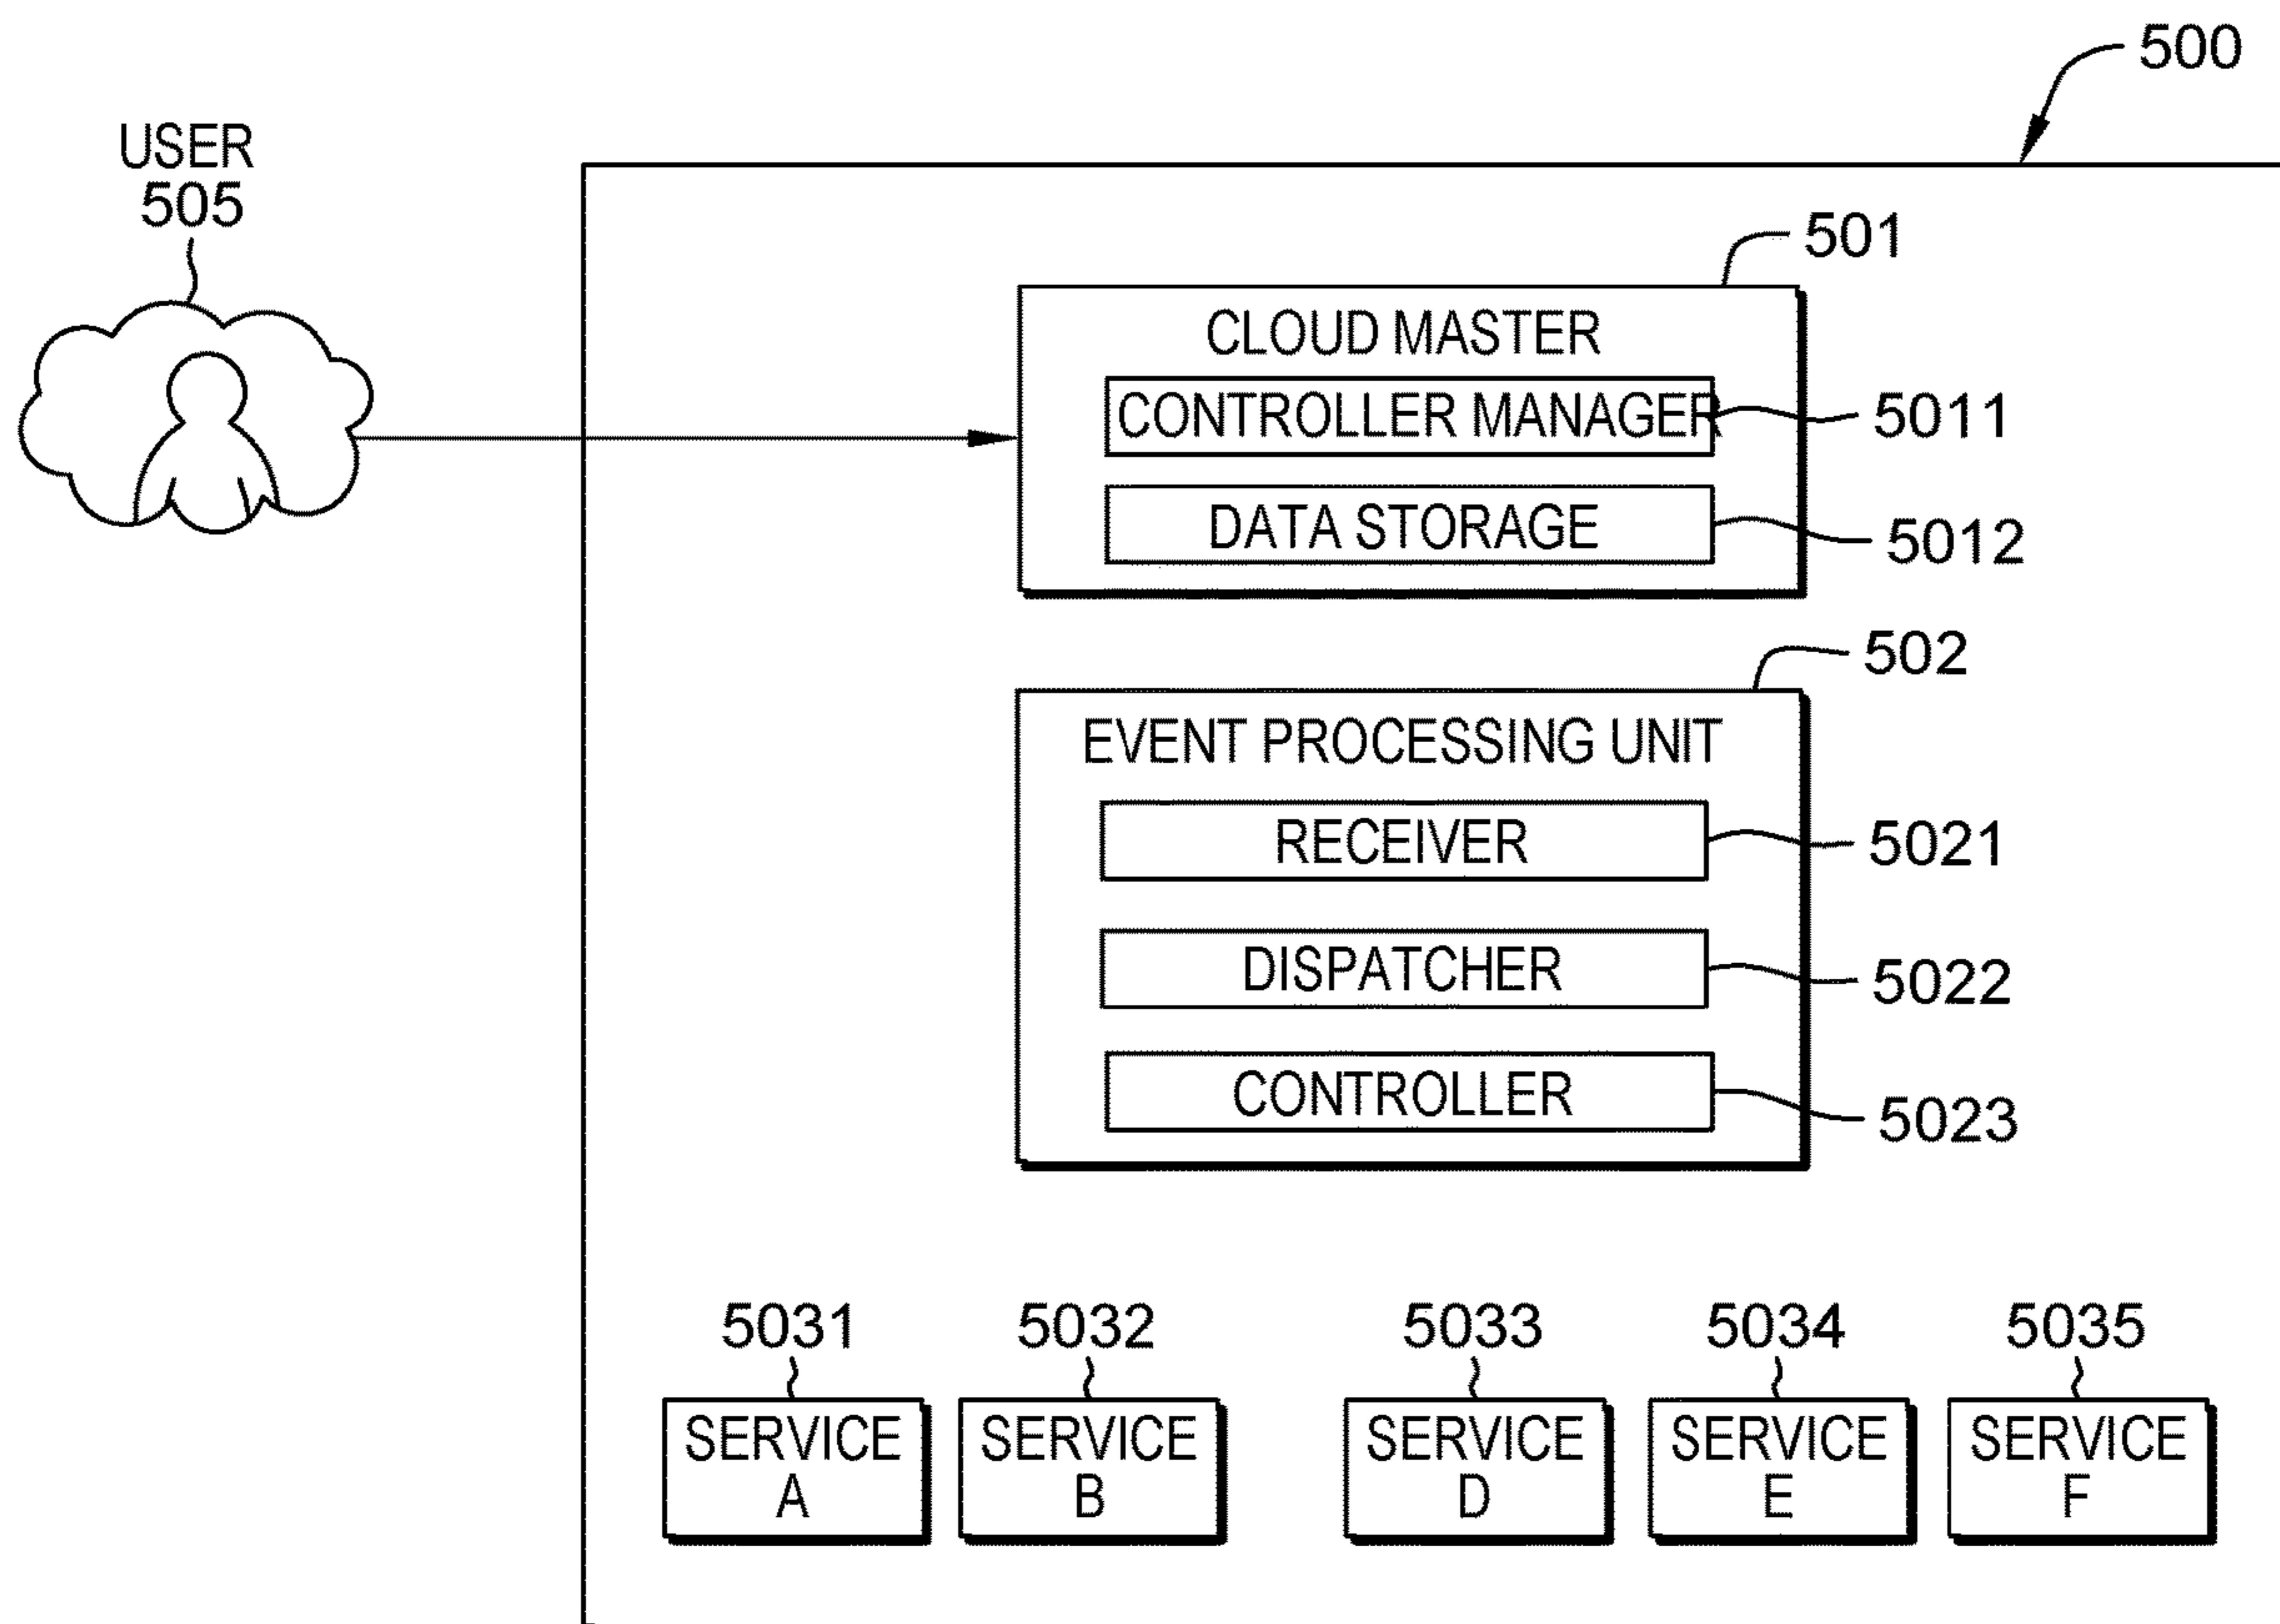 500
USER
505
501
CLOUD MASTER
CONTROLLER MANAGER
5011
DATA STORAGE
5012
502
EVENT PROCESSING UNIT
RECEIVER
5021
DISPATCHER
5022
CONTROLLER
5023
5031
5032
5033
5034
5035
SERVICE
A
SERVICE
B
SERVICE
D
SERVICE
E
SERVICE
F